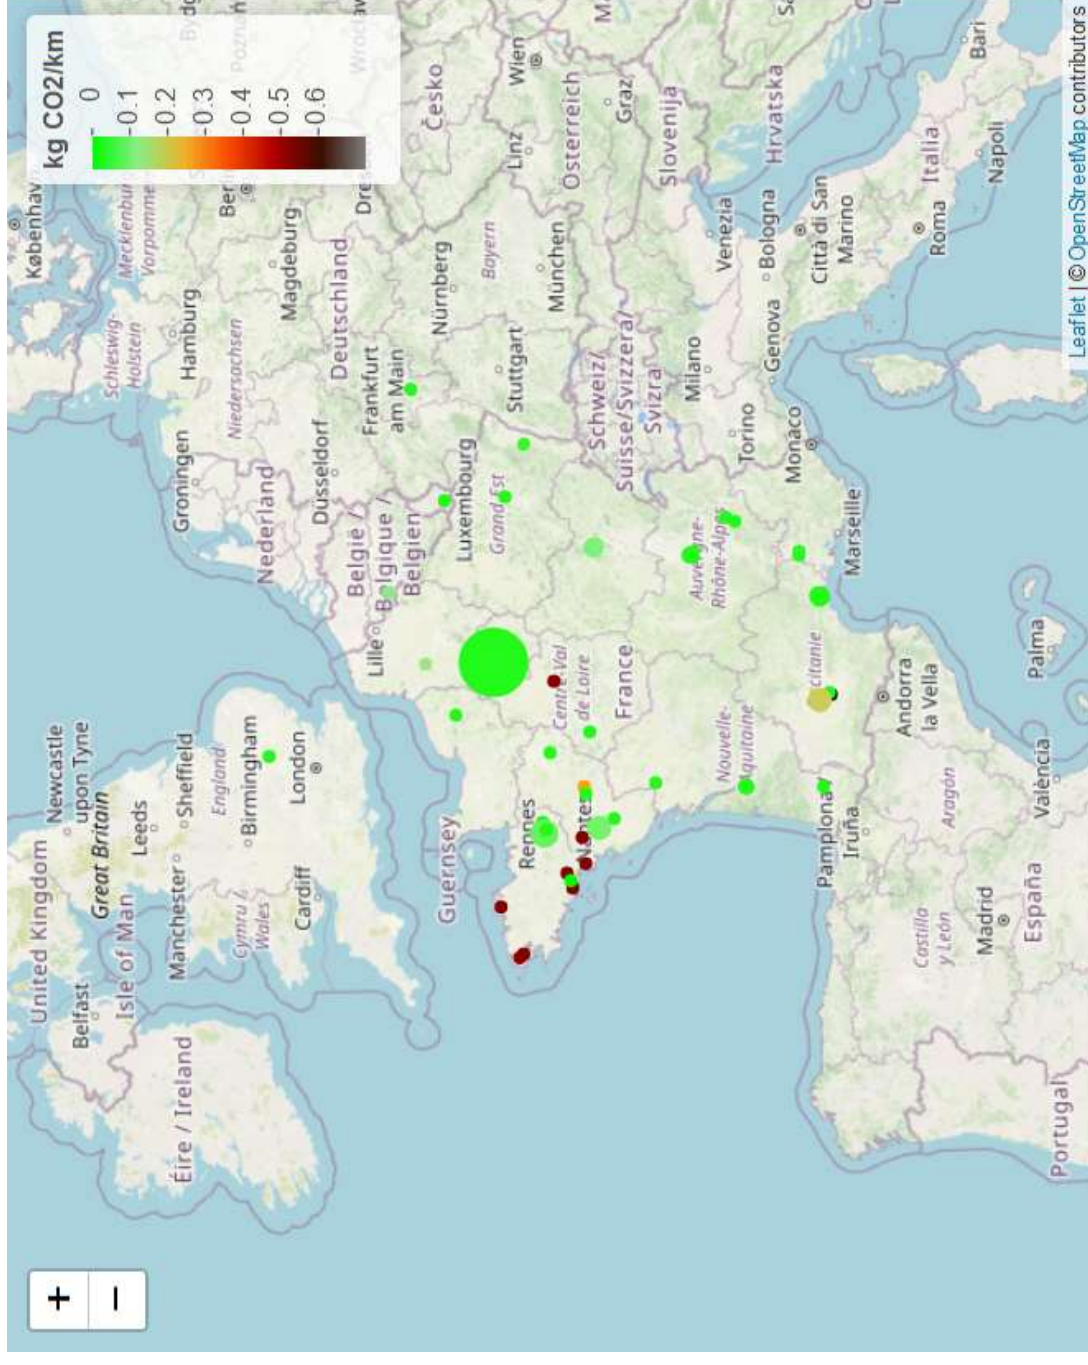 +
−
kg CO2/km
0
0.1
0.2
0.3
0.4
0.5
0.6
United Kingdom
Newcastle
upon Tyne
Great Britain
Belfast
Isle of Man
Leeds
Manchester
Sheffield
England
Éire / Ireland
Cymru /
Wales
Birmingham
Cardiff
London
København
Schleswig-
Holstein
Hamburg
Groningen
Niedersachsen
Nederland
Magdeburg
Deutschland
Düsseldorf
België /
Belgique /
Belgien
Lille
Frankfurt
am Main
Česko
Nürnberg
Luxembourg
Guernsey
Grand Est
Bayern
Stuttgart
Linz
Wien
München
Österreich
Graz
Rennes
Centre-Val
de Loire
Nantes
France
Schweiz/
Suisse/Svizzera/
Svizra
Slovenija
Auvergne-
Rhône-Alpes
Milano
Venezia
Hrvatska
Nouvelle-
Aquitaine
Torino
Genova
Bologna
Monaco
Città di San
Marino
citanie
Marseille
Pamplona/
Iruña
Andorra
la Vella
Italia
Roma
Bari
Napoli
Castilla
y León
Aragón
Madrid
España
València
Palma
Portugal
Leaflet | © OpenStreetMap contributors